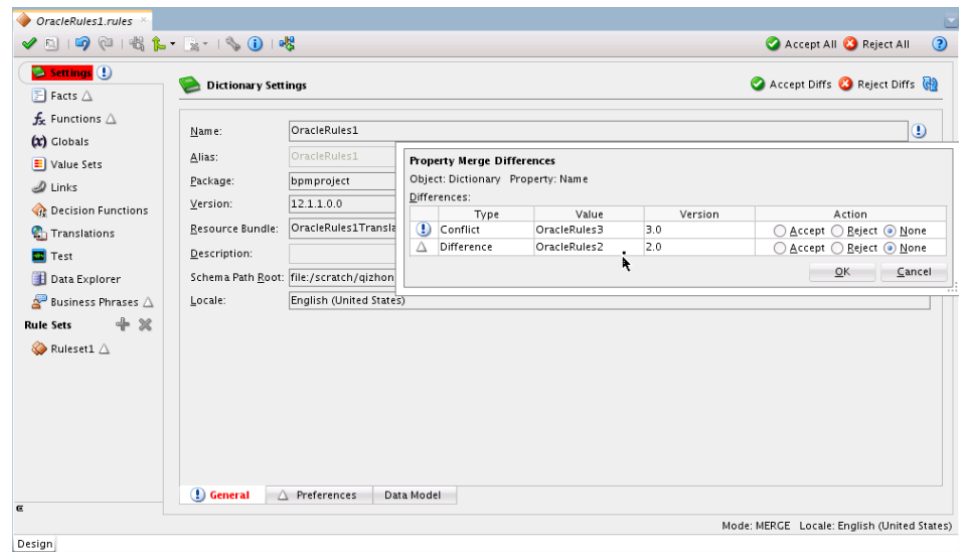 OracleRules1.rules
Accept All Reject All
Settings
Facts
Functions
Globals
Value Sets
Links
Decision Functions
Translations
Test
Data Explorer
Business Phrases
Rule Sets
Ruleset1
Dictionary Settings
Accept Diffs Reject Diffs
Name: OracleRules1
Alias: OracleRules1
Package: bpmproject
Version: 12.1.1.0.0
Resource Bundle: OracleRules1Transla
Description:
Schema Path Root: file:/scratch/qizhon
Locale: English (United States)
Property Merge Differences
Object: Dictionary Property: Name
Differences:
Type Value Version Action
Conflict OracleRules3 3.0 Accept Reject None
Difference OracleRules2 2.0 Accept Reject None
OK Cancel
General Preferences Data Model
Mode: MERGE Locale: English (United States)
Design